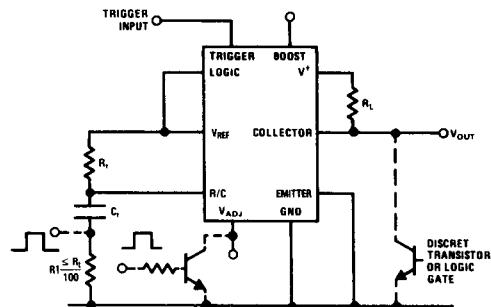 TRIGGER
INPUT
TRIGGER BOOST
LOGIC V+
RL
VREF COLLECTOR VOUT
Rt
R/C EMITTER
Ct
VADJ GND
R1 ≤ Rt/100
DISCRET
TRANSISTOR
OR LOGIC
GATE